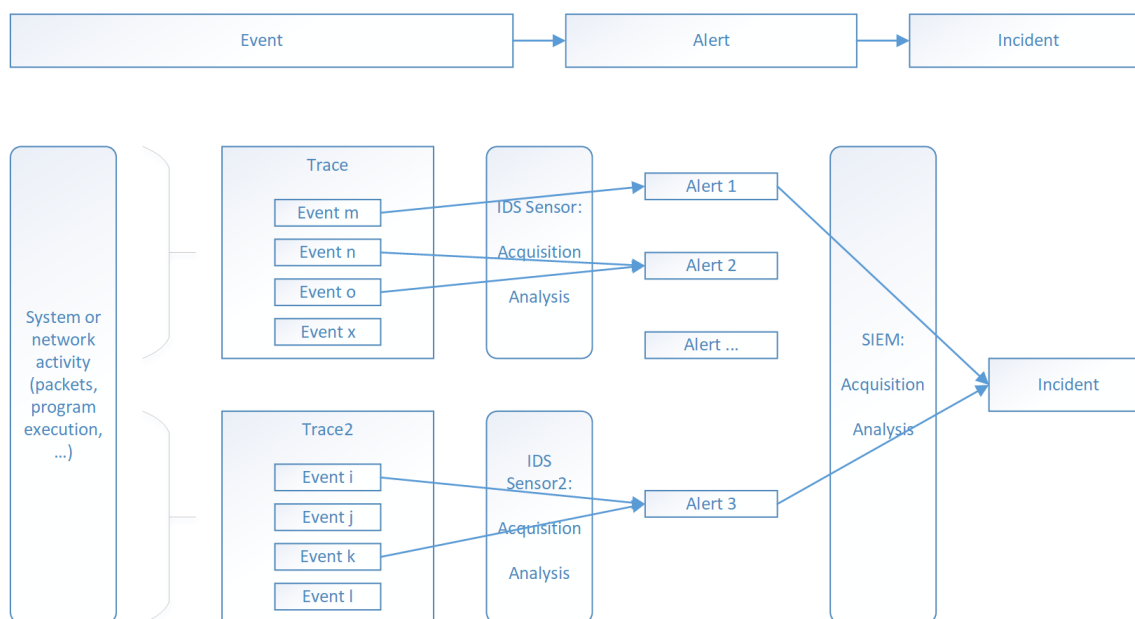 Event
Alert
Incident
System or
network
activity
(packets,
program
execution,
...)
Trace
Event m
Event n
Event o
Event x
IDS Sensor:
Acquisition
Analysis
Alert 1
Alert 2
Alert ...
Trace2
Event i
Event j
Event k
Event l
IDS
Sensor2:
Acquisition
Analysis
Alert 3
SIEM:
Acquisition
Analysis
Incident